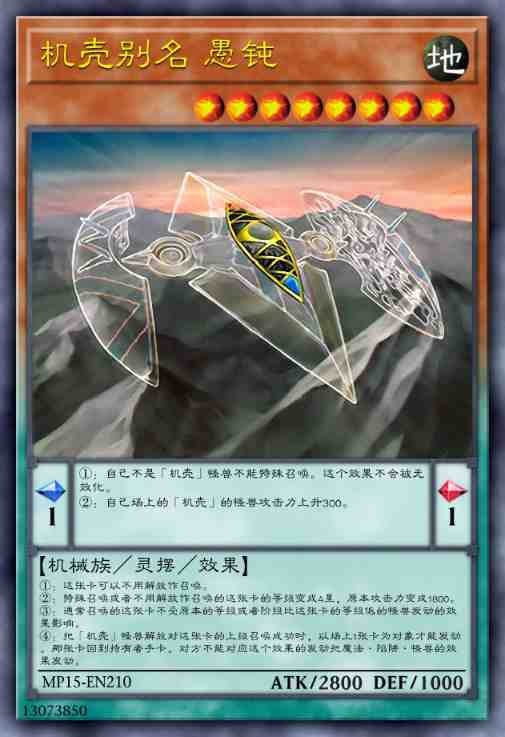 机壳别名 愚钝
地
①：自己不是「机壳」怪兽不能特殊召唤。这个效果不会被无
效化。
②：自己场上的「机壳」的怪兽攻击力上升300。
1
1
【机械族／灵摆／效果】
①：这张卡可以不用解放作召唤。
②：特殊召唤或者不用解放作召唤的这张卡的等级变成4星，原本攻击力变成1800。
③：通常召唤的这张卡不受原本的等级或者阶级比这张卡的等级低的怪兽发动的效
果影响。
④：把「机壳」怪兽解放对这张卡的上级召唤成功时，以场上1张卡为对象才能发动
。那张卡回到持有者手卡。对方不能对应这个效果的发动把魔法·陷阱·怪兽的效
果发动。
MP15-EN210
ATK/2800 DEF/1000
13073850